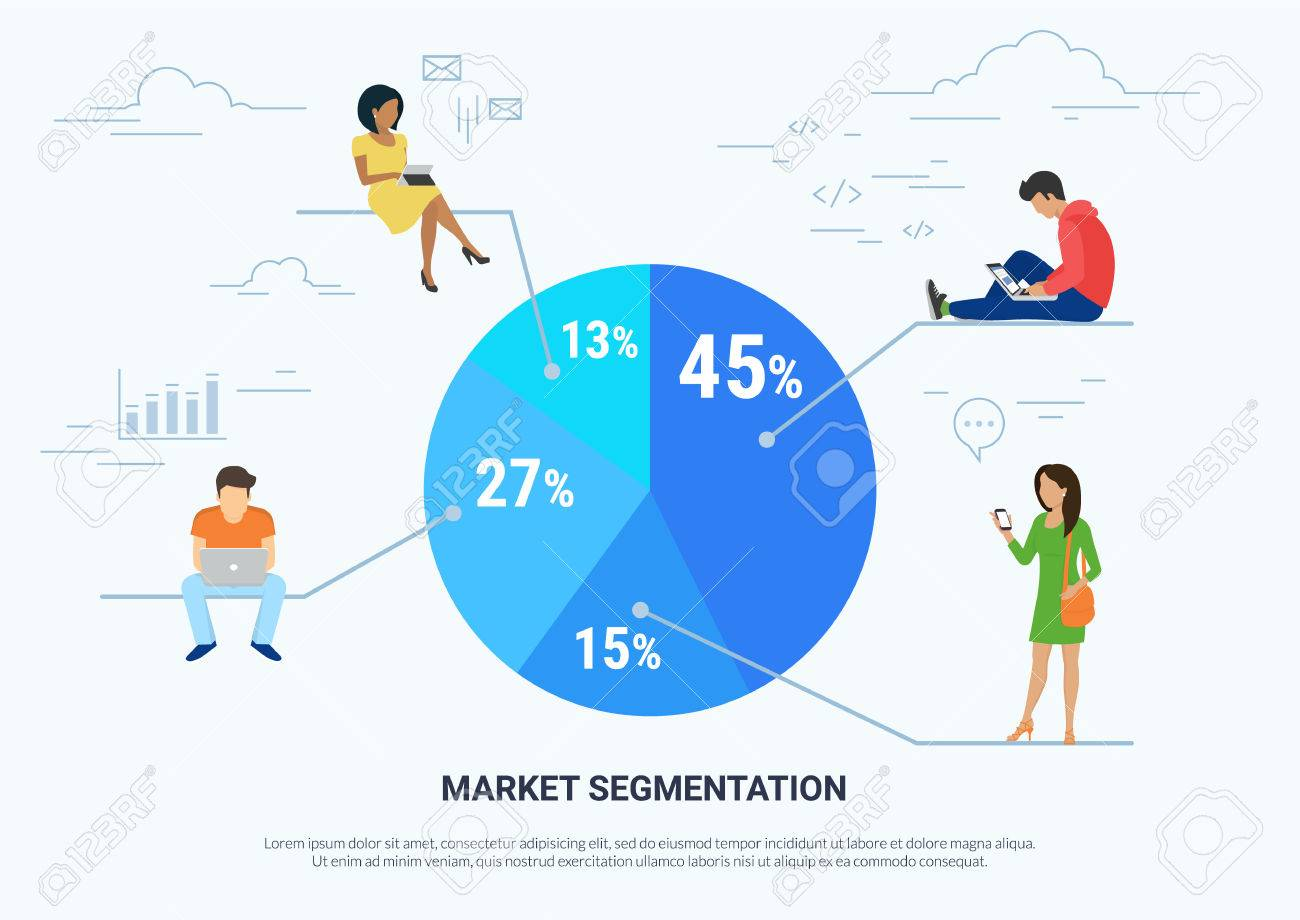 13%
45%
27%
15%
MARKET SEGMENTATION
Lorem ipsum dolor sit amet, consectetur adipisicing elit, sed do eiusmod tempor incididunt ut labore et dolore magna aliqua.
Ut enim ad minim veniam, quis nostrud exercitation ullamco laboris nisi ut aliquip ex ea commodo consequat.